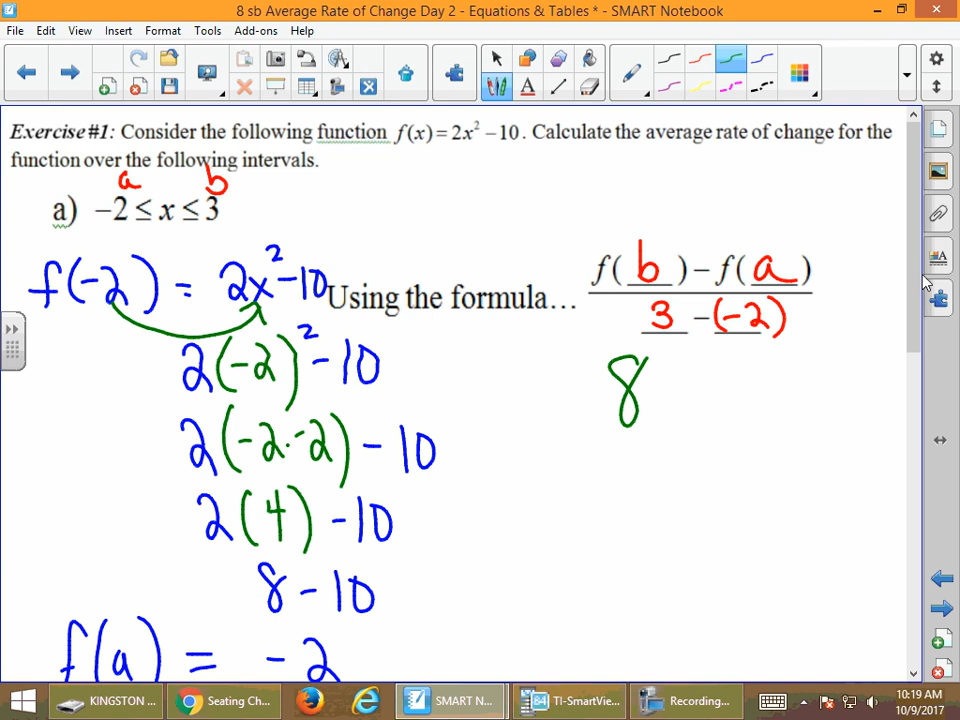 8 sb Average Rate of Change Day 2 - Equations & Tables * - SMART Notebook
File Edit View Insert Format Tools Add-ons Help
Exercise #1: Consider the following function f(x) = 2x² − 10. Calculate the average rate of change for the
function over the following intervals.
a b
a) −2 ≤ x ≤ 3
f(-2) = 2x² - 10
Using the formula… f( b ) − f( a )
3 − (-2)
2(-2)² - 10
8
2(-2·-2) - 10
2(4) - 10
8 - 10
f(a) = -2
KINGSTON ... Seating Ch... SMART N... 84 TI-SmartVie... Recording...
10:19 AM
10/9/2017